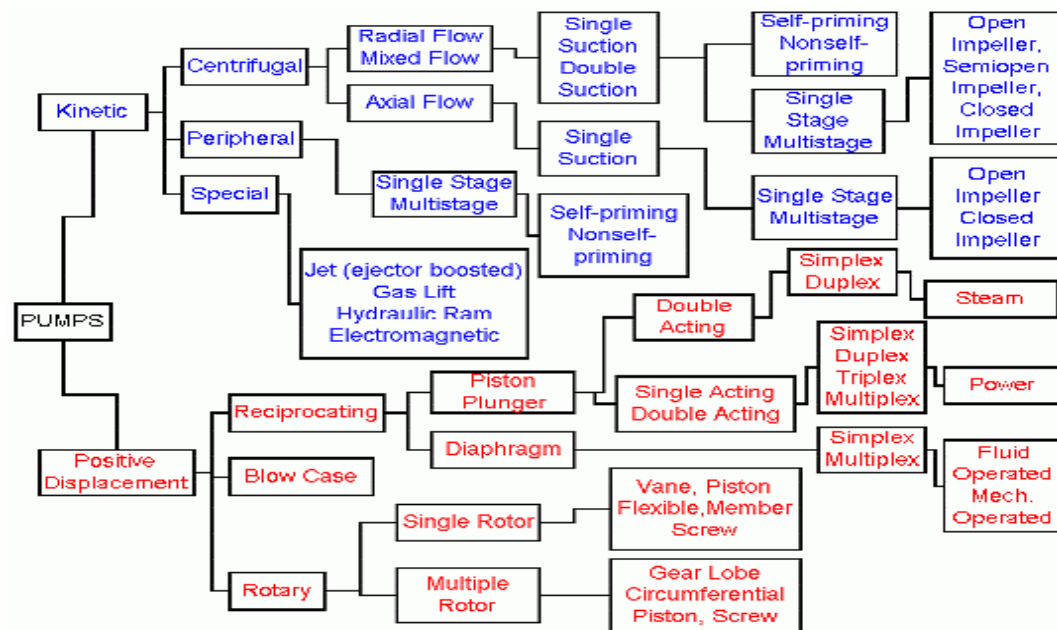 Kinetic
Centrifugal
Radial Flow
Mixed Flow
Single
Suction
Double
Suction
Self-priming
Nonself-
priming
Single
Stage
Multistage
Open
Impeller,
Semiopen
Impeller,
Closed
Impeller
Axial Flow
Single
Suction
Single Stage
Multistage
Open
Impeller
Closed
Impeller
Peripheral
Single Stage
Multistage
Self-priming
Nonself-
priming
Special
Jet (ejector boosted)
Gas Lift
Hydraulic Ram
Electromagnetic
PUMPS
Positive
Displacement
Reciprocating
Piston
Plunger
Double
Acting
Simplex
Duplex
Steam
Single Acting
Double Acting
Simplex
Duplex
Triplex
Multiplex
Power
Diaphragm
Simplex
Multiplex
Fluid
Operated
Mech.
Operated
Blow Case
Rotary
Single Rotor
Vane, Piston
Flexible,Member
Screw
Multiple
Rotor
Gear Lobe
Circumferential
Piston, Screw